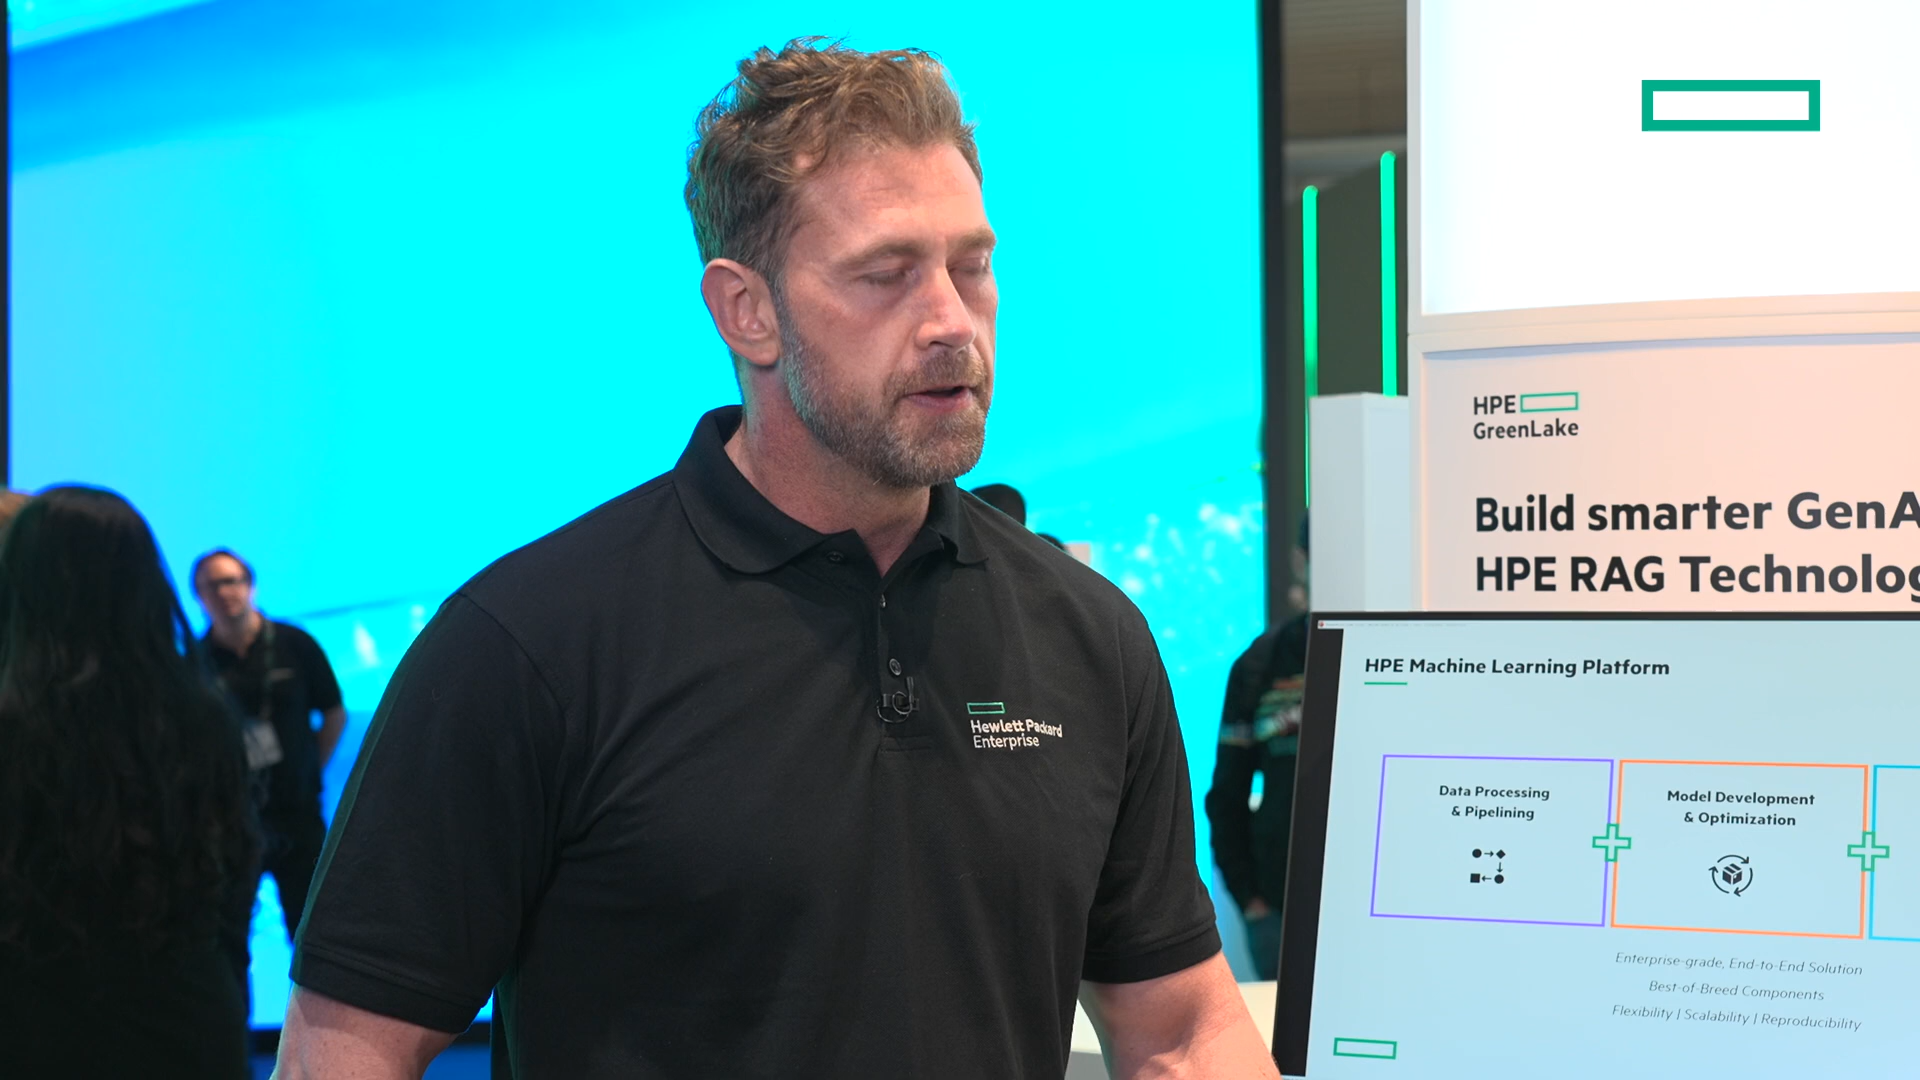 HPE
GreenLake
Build smarter GenA
HPE RAG Technolog
HPE Machine Learning Platform
Data Processing
& Pipelining
Model Development
& Optimization
Enterprise-grade, End-to-End Solution
Best-of-Breed Components
Flexibility | Scalability | Reproducibility
Hewlett Packard
Enterprise